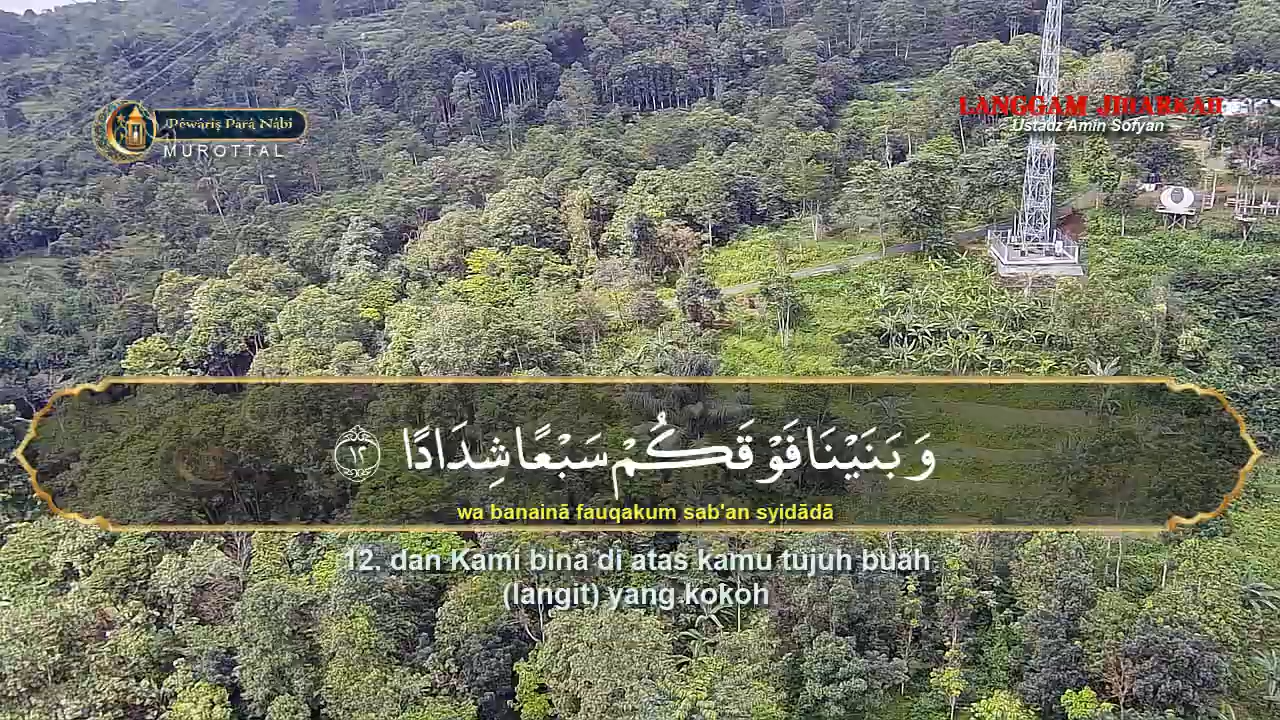 Pewaris Para Nabi
MUROTTAL
LANGGAM JIHARKAH
Ustadz Amin Sofyan
وَبَنَيْنَا فَوْقَكُمْ سَبْعًا شِدَادًا ١٢
wa banainā fauqakum sab'an syidādā
12. dan Kami bina di atas kamu tujuh buah
(langit) yang kokoh